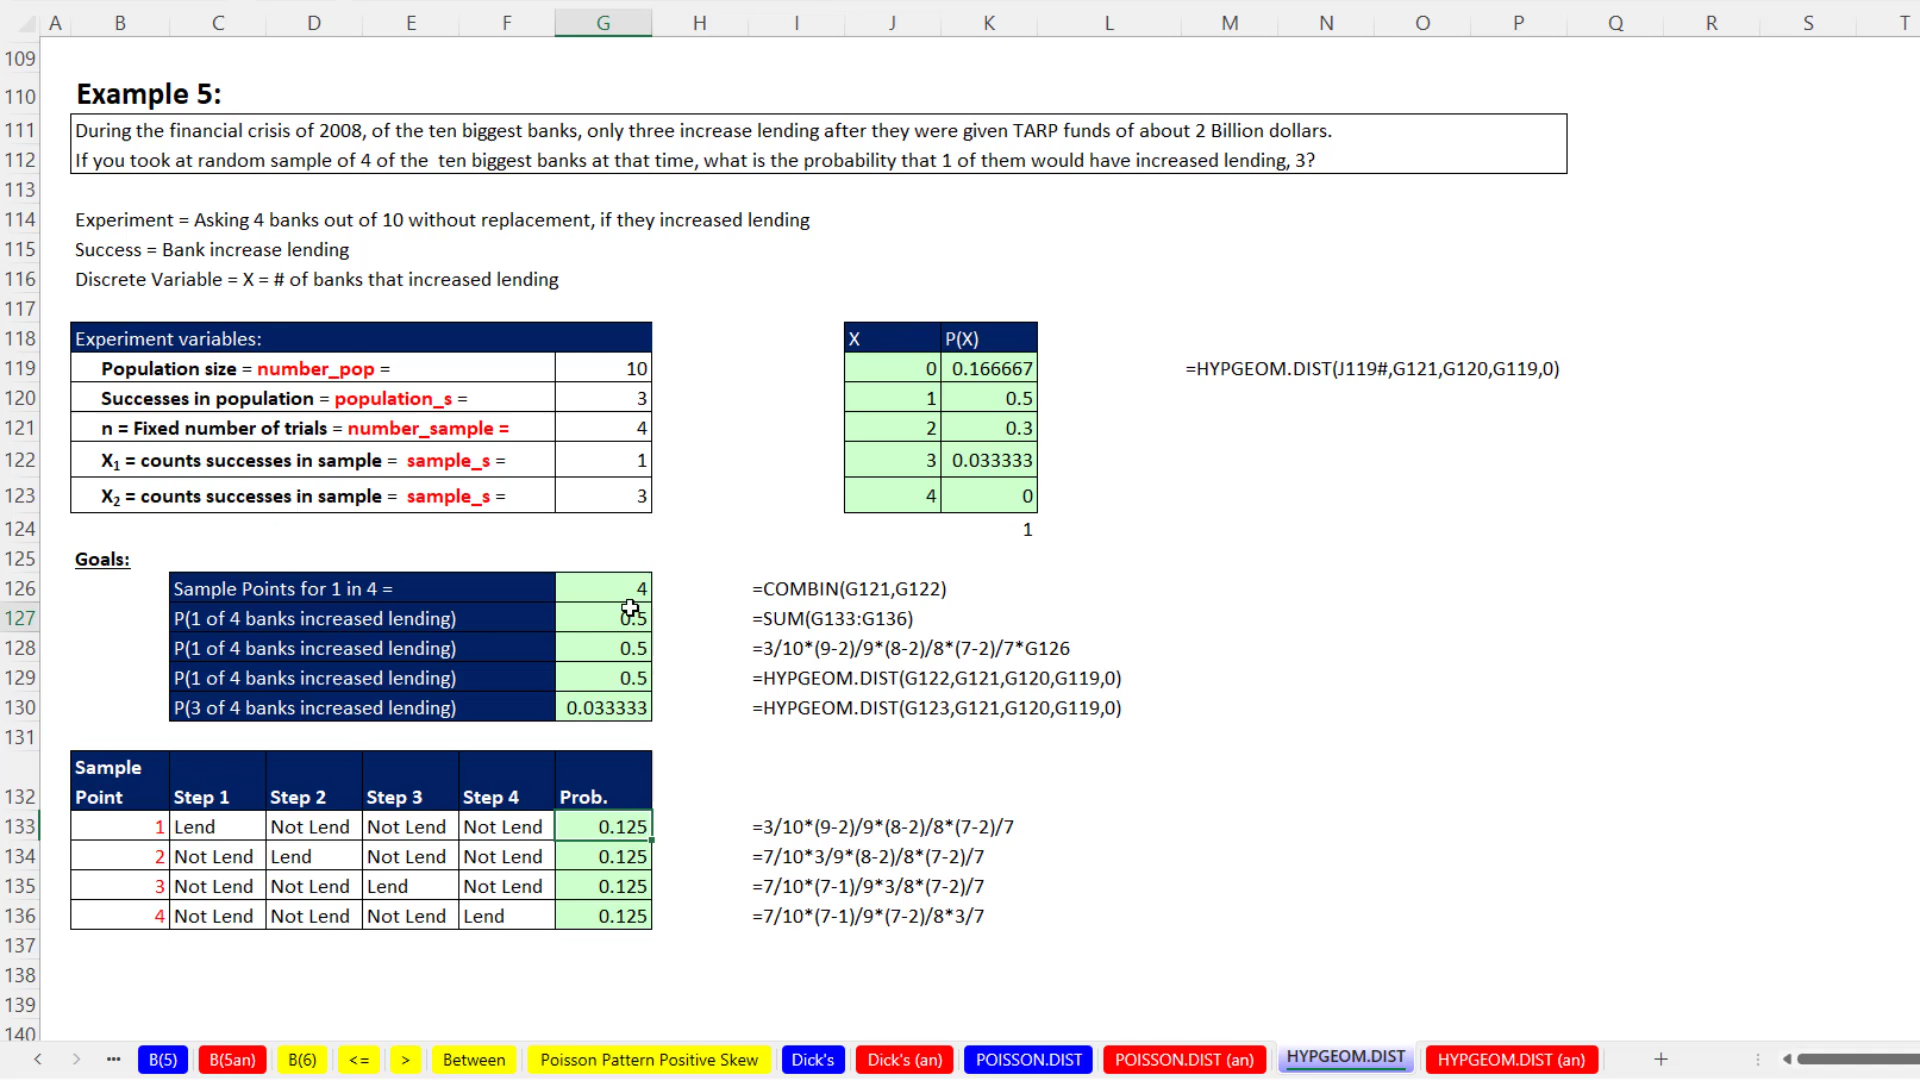 A B C D E F G H I J K L M N O P Q R S T
109
110 Example 5:
111 During the financial crisis of 2008, of the ten biggest banks, only three increase lending after they were given TARP funds of about 2 Billion dollars.
112 If you took at random sample of 4 of the ten biggest banks at that time, what is the probability that 1 of them would have increased lending, 3?
113
114 Experiment = Asking 4 banks out of 10 without replacement, if they increased lending
115 Success = Bank increase lending
116 Discrete Variable = X = # of banks that increased lending
117
118 Experiment variables: X P(X)
119 Population size = number_pop = 10 0 0.166667 =HYPGEOM.DIST(J119#,G121,G120,G119,0)
120 Successes in population = population_s = 3 1 0.5
121 n = Fixed number of trials = number_sample = 4 2 0.3
122 X1 = counts successes in sample = sample_s = 1 3 0.033333
123 X2 = counts successes in sample = sample_s = 3 4 0
124 1
125 Goals:
126 Sample Points for 1 in 4 = 4 =COMBIN(G121,G122)
127 P(1 of 4 banks increased lending) 0.5 =SUM(G133:G136)
128 P(1 of 4 banks increased lending) 0.5 =3/10*(9-2)/9*(8-2)/8*(7-2)/7*G126
129 P(1 of 4 banks increased lending) 0.5 =HYPGEOM.DIST(G122,G121,G120,G119,0)
130 P(3 of 4 banks increased lending) 0.033333 =HYPGEOM.DIST(G123,G121,G120,G119,0)
131
Sample
132 Point Step 1 Step 2 Step 3 Step 4 Prob.
133 1 Lend Not Lend Not Lend Not Lend 0.125 =3/10*(9-2)/9*(8-2)/8*(7-2)/7
134 2 Not Lend Lend Not Lend Not Lend 0.125 =7/10*3/9*(8-2)/8*(7-2)/7
135 3 Not Lend Not Lend Lend Not Lend 0.125 =7/10*(7-1)/9*3/8*(7-2)/7
136 4 Not Lend Not Lend Not Lend Lend 0.125 =7/10*(7-1)/9*(7-2)/8*3/7
137
138
139
140
... B(5) B(5an) B(6) <= > Between Poisson Pattern Positive Skew Dick's Dick's (an) POISSON.DIST POISSON.DIST (an) HYPGEOM.DIST HYPGEOM.DIST (an) +